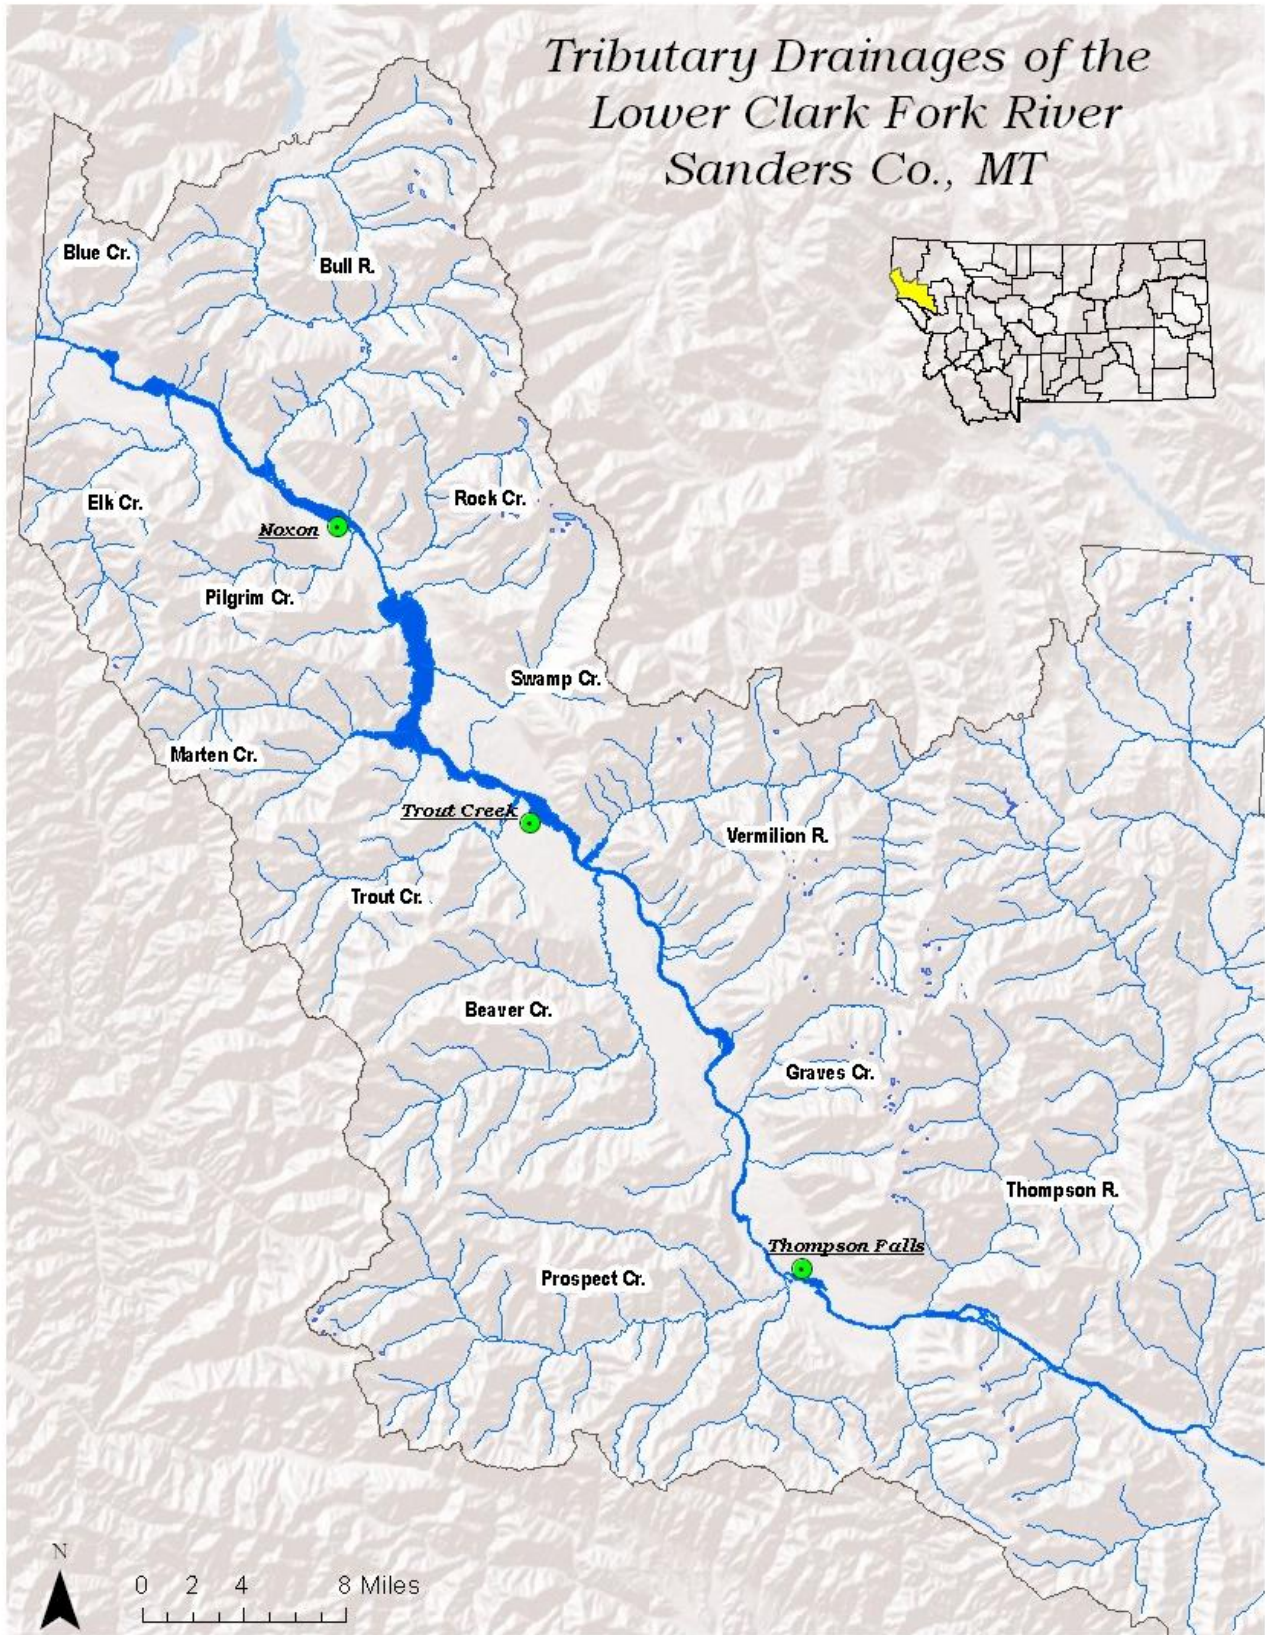 Tributary Drainages of the
Lower Clark Fork River
Sanders Co., MT
Blue Cr.
Bull R.
Elk Cr.
Rock Cr.
Noxon
Pilgrim Cr.
Swamp Cr.
Marten Cr.
Trout Creek
Vermilion R.
Trout Cr.
Beaver Cr.
Graves Cr.
Thompson R.
Thompson Falls
Prospect Cr.
N
0 2 4 8 Miles